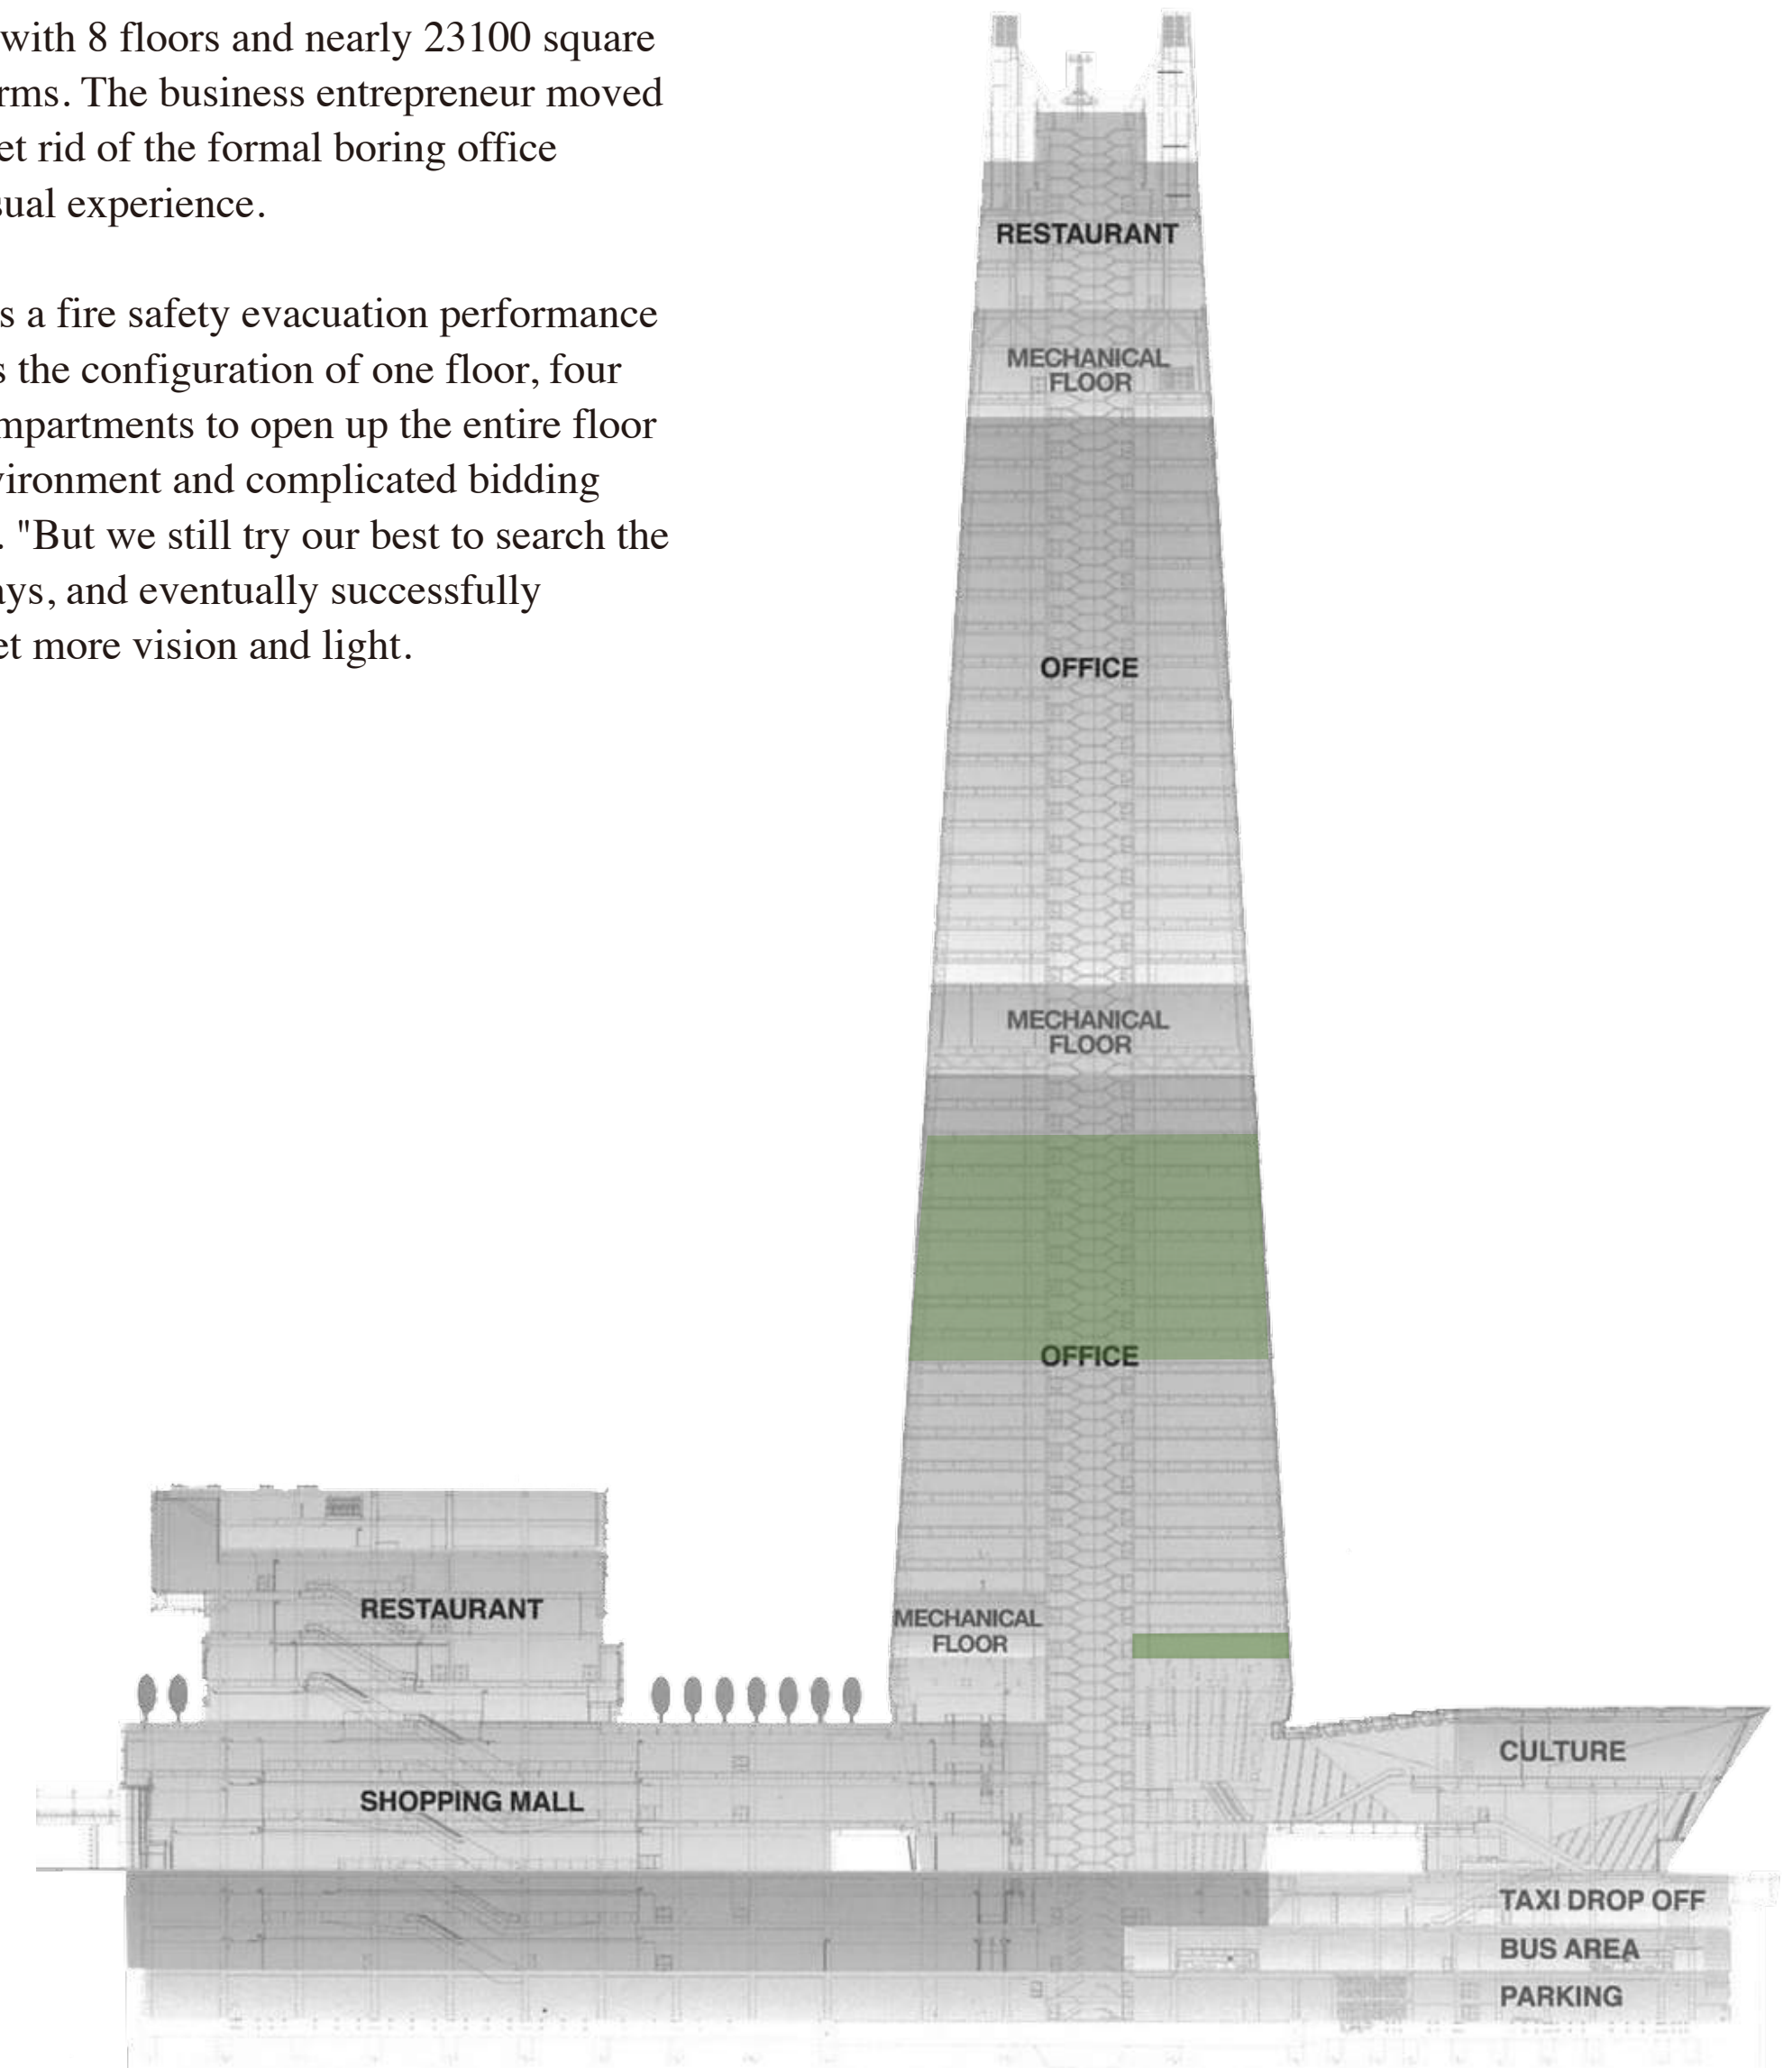 with 8 floors and nearly 23100 square
rms. The business entrepreneur moved
et rid of the formal boring office
sual experience.
s a fire safety evacuation performance
s the configuration of one floor, four
mpartments to open up the entire floor
vironment and complicated bidding
. "But we still try our best to search the
ays, and eventually successfully
et more vision and light.
RESTAURANT
MECHANICAL
FLOOR
OFFICE
MECHANICAL
FLOOR
OFFICE
MECHANICAL
FLOOR
RESTAURANT
SHOPPING MALL
CULTURE
TAXI DROP OFF
BUS AREA
PARKING